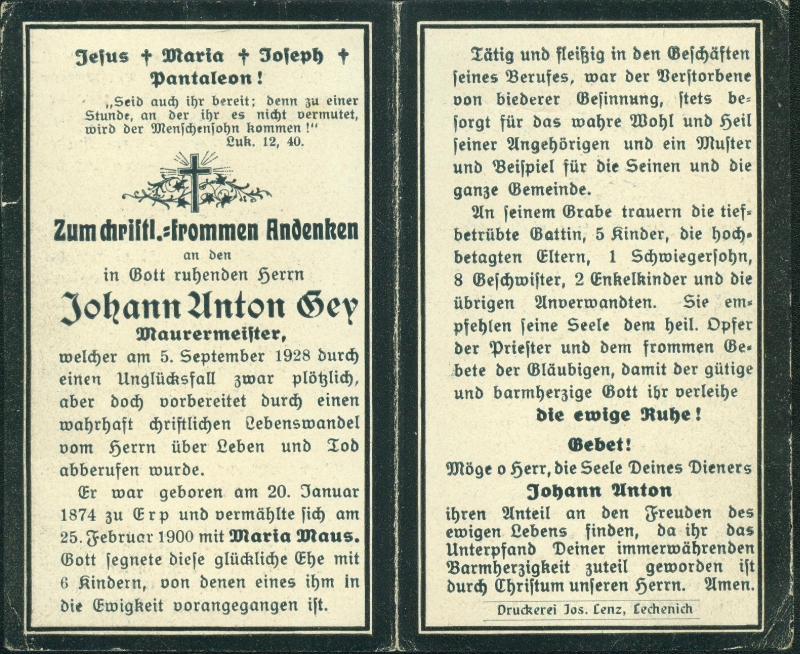 Jesus ✝ Maria ✝ Joseph ✝
Pantaleon!
„Seid auch ihr bereit; denn zu einer
Stunde, an der ihr es nicht vermutet,
wird der Menschensohn kommen!“
Luk. 12, 40.
Zum christl.=frommen Andenken
an den
in Gott ruhenden Herrn
Johann Anton Gey
Maurermeister,
welcher am 5. September 1928 durch
einen Unglücksfall zwar plötzlich,
aber doch vorbereitet durch einen
wahrhaft christlichen Lebenswandel
vom Herrn über Leben und Tod
abberufen wurde.
Er war geboren am 20. Januar
1874 zu Erp und vermählte sich am
25. Februar 1900 mit Maria Maus.
Gott segnete diese glückliche Ehe mit
6 Kindern, von denen eines ihm in
die Ewigkeit vorangegangen ist.
Tätig und fleißig in den Geschäften
seines Berufes, war der Verstorbene
von biederer Gesinnung, stets be-
sorgt für das wahre Wohl und Heil
seiner Angehörigen und ein Muster
und Beispiel für die Seinen und die
ganze Gemeinde.
An seinem Grabe trauern die tief-
betrübte Gattin, 5 Kinder, die hoch-
betagten Eltern, 1 Schwiegersohn,
8 Geschwister, 2 Enkelkinder und die
übrigen Anverwandten. Sie em-
pfehlen seine Seele dem heil. Opfer
der Priester und dem frommen Ge-
bete der Gläubigen, damit der gütige
und barmherzige Gott ihr verleihe
die ewige Ruhe!
Gebet!
Möge o Herr, die Seele Deines Dieners
Johann Anton
ihren Anteil an den Freuden des
ewigen Lebens finden, da ihr das
Unterpfand Deiner immerwährenden
Barmherzigkeit zuteil geworden ist
durch Christum unseren Herrn. Amen.
Druckerei Jos. Lenz, Lechenich